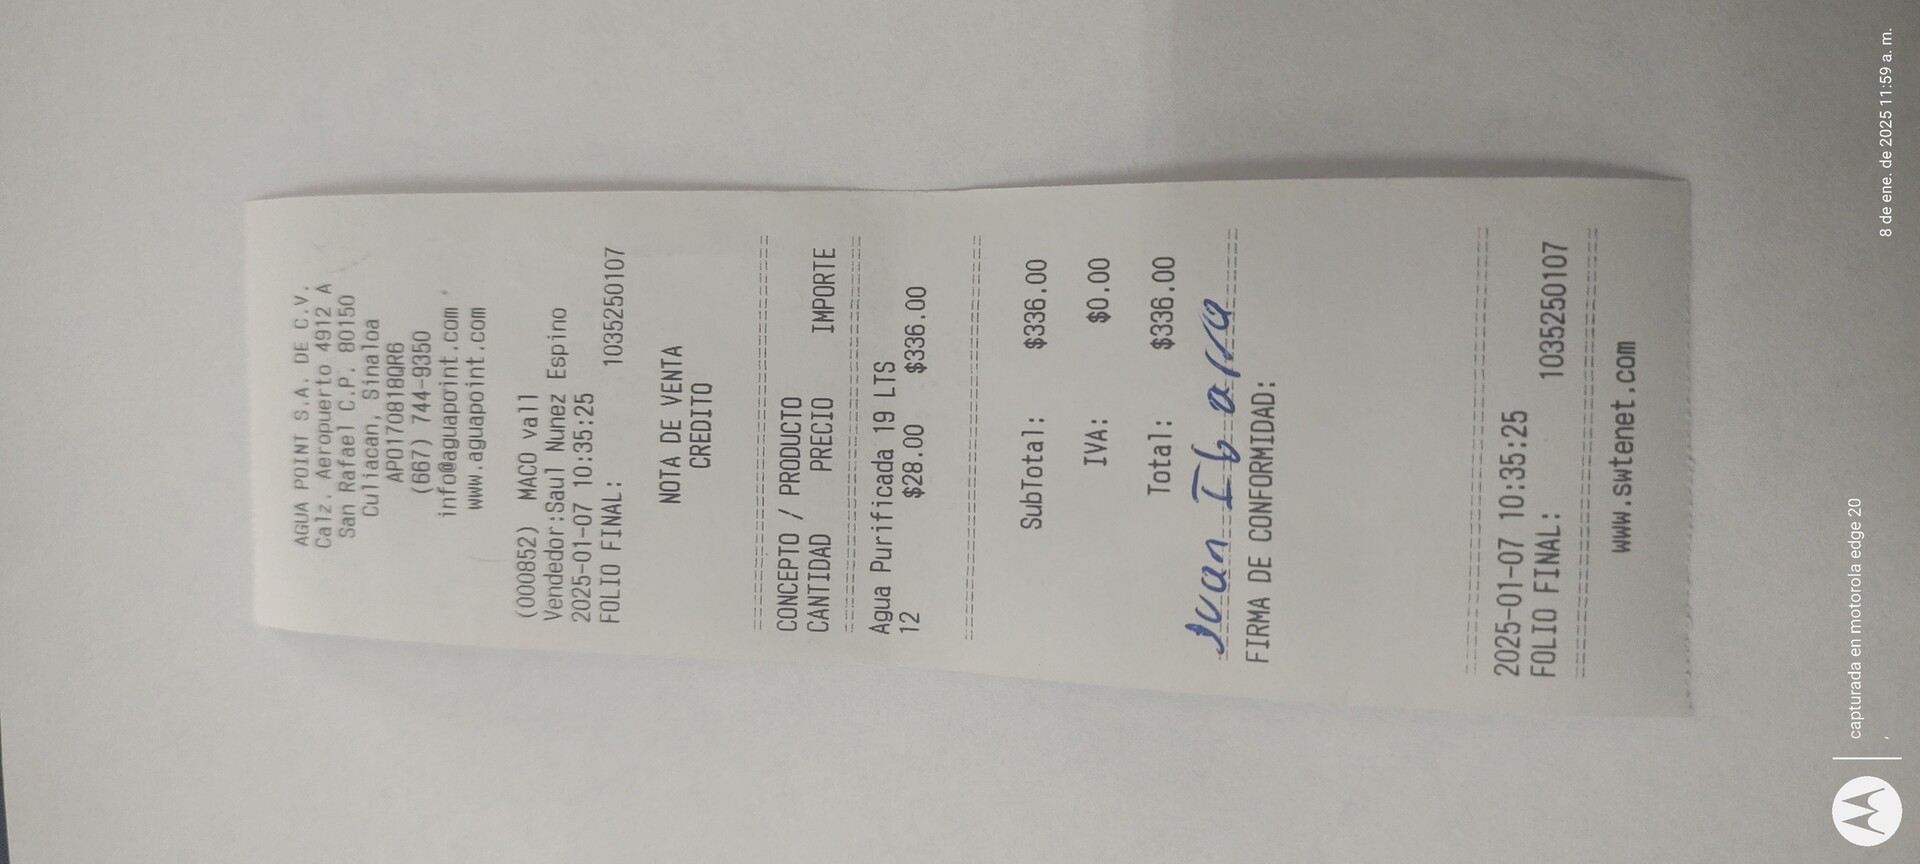 AGUA POINT S.A. DE C.V.
Calz. Aeropuerto 4912 A
San Rafael C.P. 80150
Culiacan, Sinaloa
APO170818QR6
(667) 744-9350
info@aguapoint.com
www.aguapoint.com
(000852) MACO vall
Vendedor:Saul Nunez Espino
2025-01-07 10:35:25
FOLIO FINAL: 1035250107
NOTA DE VENTA
CREDITO
CONCEPTO / PRODUCTO
CANTIDAD PRECIO IMPORTE
Agua Purificada 19 LTS
12 $28.00 $336.00
SubTotal: $336.00
IVA: $0.00
Total: $336.00
Ivan Ibarra
FIRMA DE CONFORMIDAD:
2025-01-07 10:35:25
FOLIO FINAL: 1035250107
www.swtenet.com
capturada en motorola edge 20
, 8 de ene. de 2025 11:59 a. m.